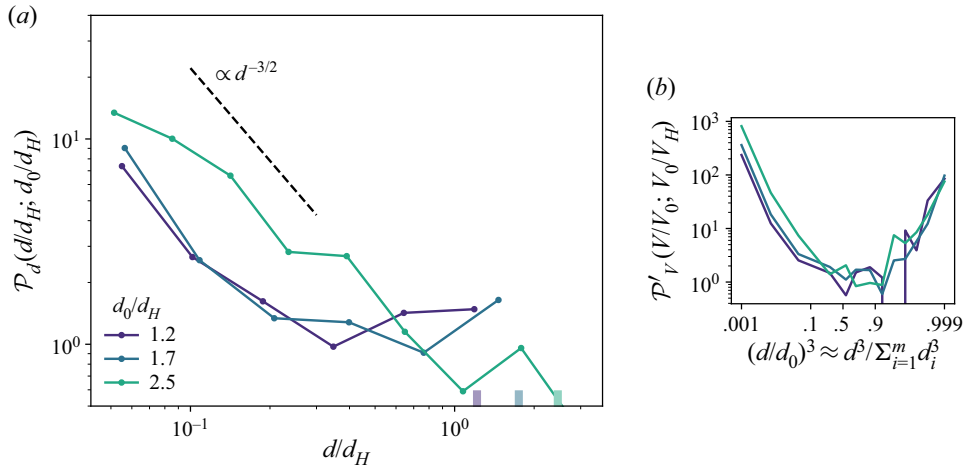 (a)
𝒫_d(d/d_H; d_0/d_H)
10^1
10^0
∝ d^{−3/2}
d_0/d_H
1.2
1.7
2.5
10^{−1} 10^0
d/d_H
(b)
𝒫′_V(V/V_0; V_0/V_H)
10^3
10^2
10^1
10^0
.001 .1 .5 .9 .999
(d/d_0)^3 ≈ d^3/Σ_{i=1}^m d_i^3